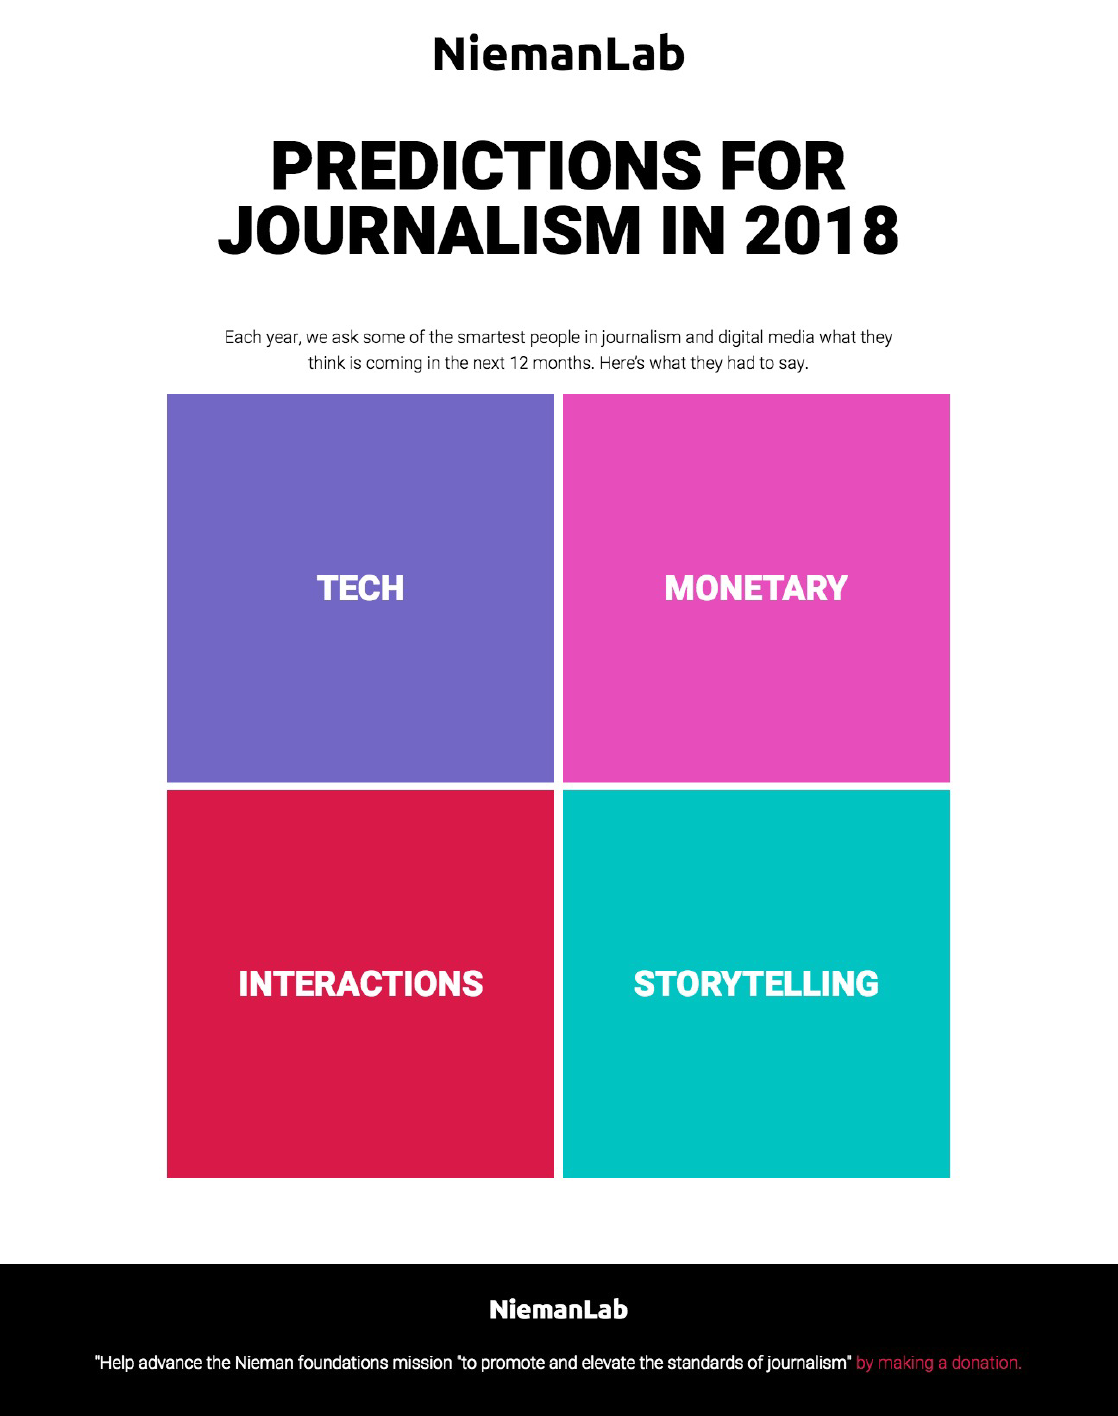 NiemanLab
PREDICTIONS FOR
JOURNALISM IN 2018
Each year, we ask some of the smartest people in journalism and digital media what they
think is coming in the next 12 months. Here's what they had to say.
TECH
MONETARY
INTERACTIONS
STORYTELLING
NiemanLab
"Help advance the Nieman foundations mission "to promote and elevate the standards of journalism" by making a donation.